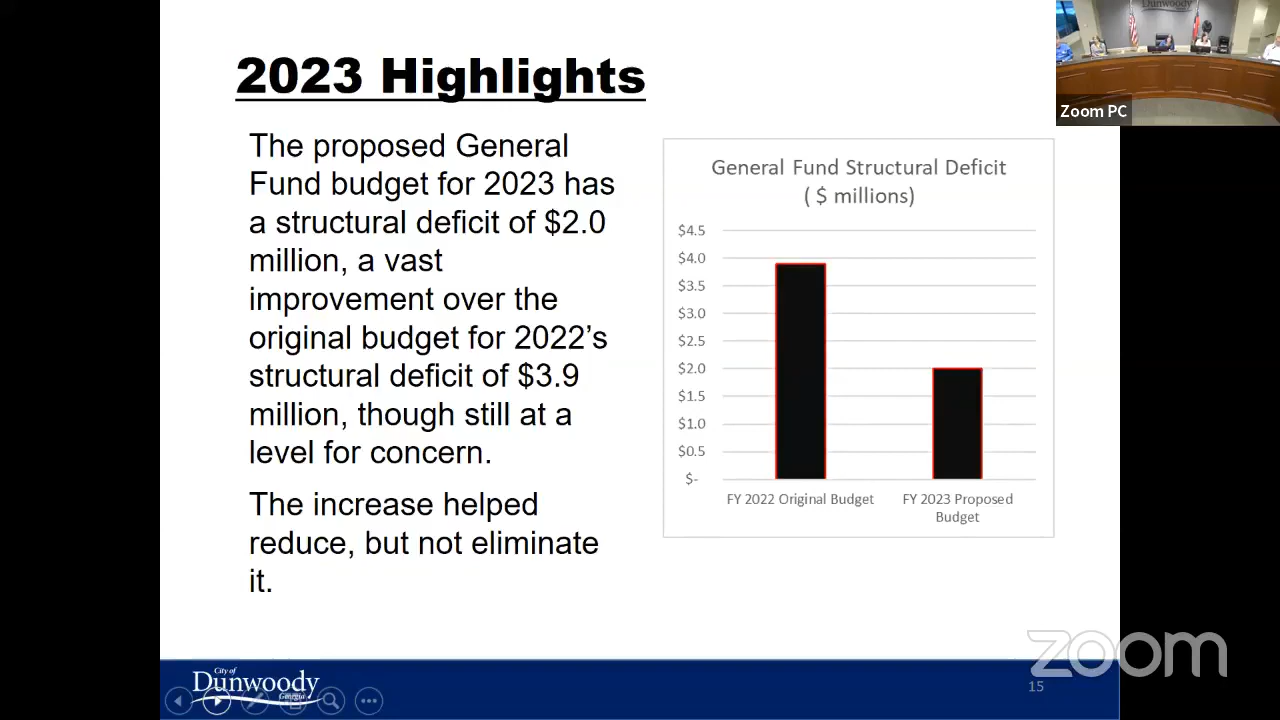 2023 Highlights
The proposed General
Fund budget for 2023 has
a structural deficit of $2.0
million, a vast
improvement over the
original budget for 2022’s
structural deficit of $3.9
million, though still at a
level for concern.
The increase helped
reduce, but not eliminate
it.
General Fund Structural Deficit
( $ millions)
$4.5
$4.0
$3.5
$3.0
$2.5
$2.0
$1.5
$1.0
$0.5
$-
FY 2022 Original Budget
FY 2023 Proposed
Budget
Dunwoody
Zoom PC
City of
Dunwoody
Georgia
zoom
15